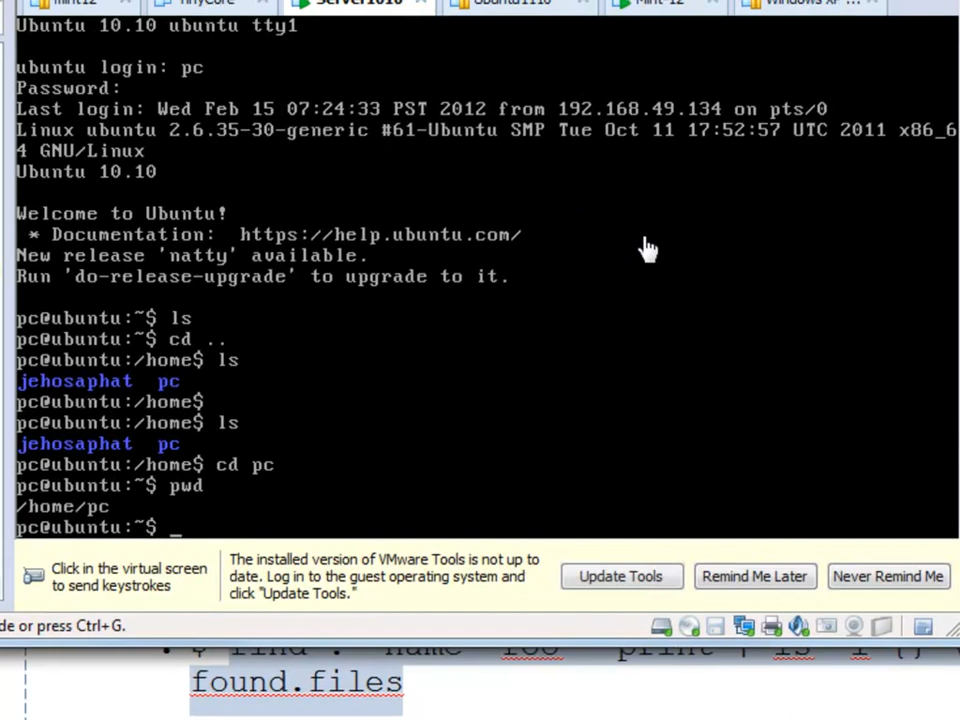 mint12 TinyCore Server1010 Ubuntu1110 Mint-12 Windows XP ...
Ubuntu 10.10 ubuntu tty1
ubuntu login: pc
Password:
Last login: Wed Feb 15 07:24:33 PST 2012 from 192.168.49.134 on pts/0
Linux ubuntu 2.6.35-30-generic #61-Ubuntu SMP Tue Oct 11 17:52:57 UTC 2011 x86_6
4 GNU/Linux
Ubuntu 10.10
Welcome to Ubuntu!
* Documentation:  https://help.ubuntu.com/
New release 'natty' available.
Run 'do-release-upgrade' to upgrade to it.
pc@ubuntu:~$ ls
pc@ubuntu:~$ cd ..
pc@ubuntu:/home$ ls
jehosaphat  pc
pc@ubuntu:/home$
pc@ubuntu:/home$ ls
jehosaphat  pc
pc@ubuntu:/home$ cd pc
pc@ubuntu:~$ pwd
/home/pc
pc@ubuntu:~$ _
Click in the virtual screen
to send keystrokes
The installed version of VMware Tools is not up to
date. Log in to the guest operating system and
click "Update Tools."
Update Tools Remind Me Later Never Remind Me
de or press Ctrl+G.
found.files